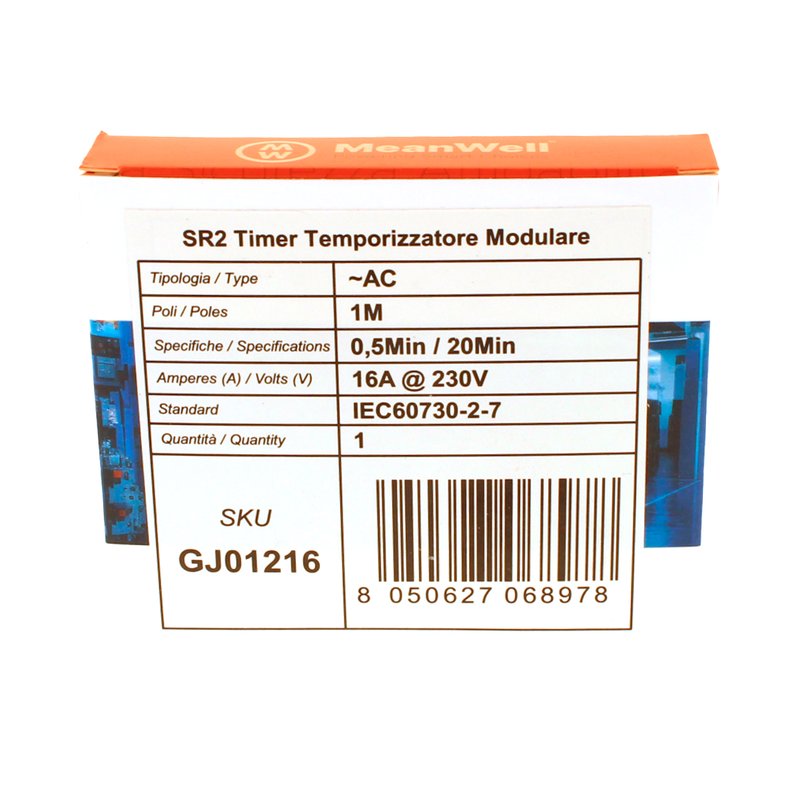 MW MeanWell
SR2 Timer Temporizzatore Modulare
Tipologia / Type ~AC
Poli / Poles 1M
Specifiche / Specifications 0,5Min / 20Min
Amperes (A) / Volts (V) 16A @ 230V
Standard IEC60730-2-7
Quantità / Quantity 1
SKU
GJ01216
8 050627 068978